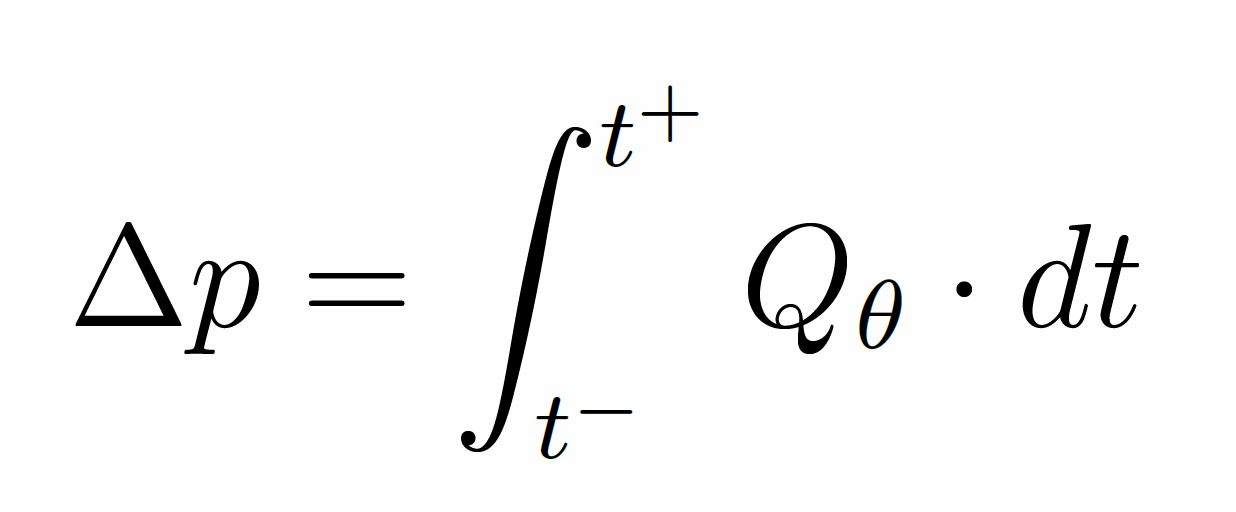 Δp = ∫_{t^-}^{t^+} Q_θ · dt